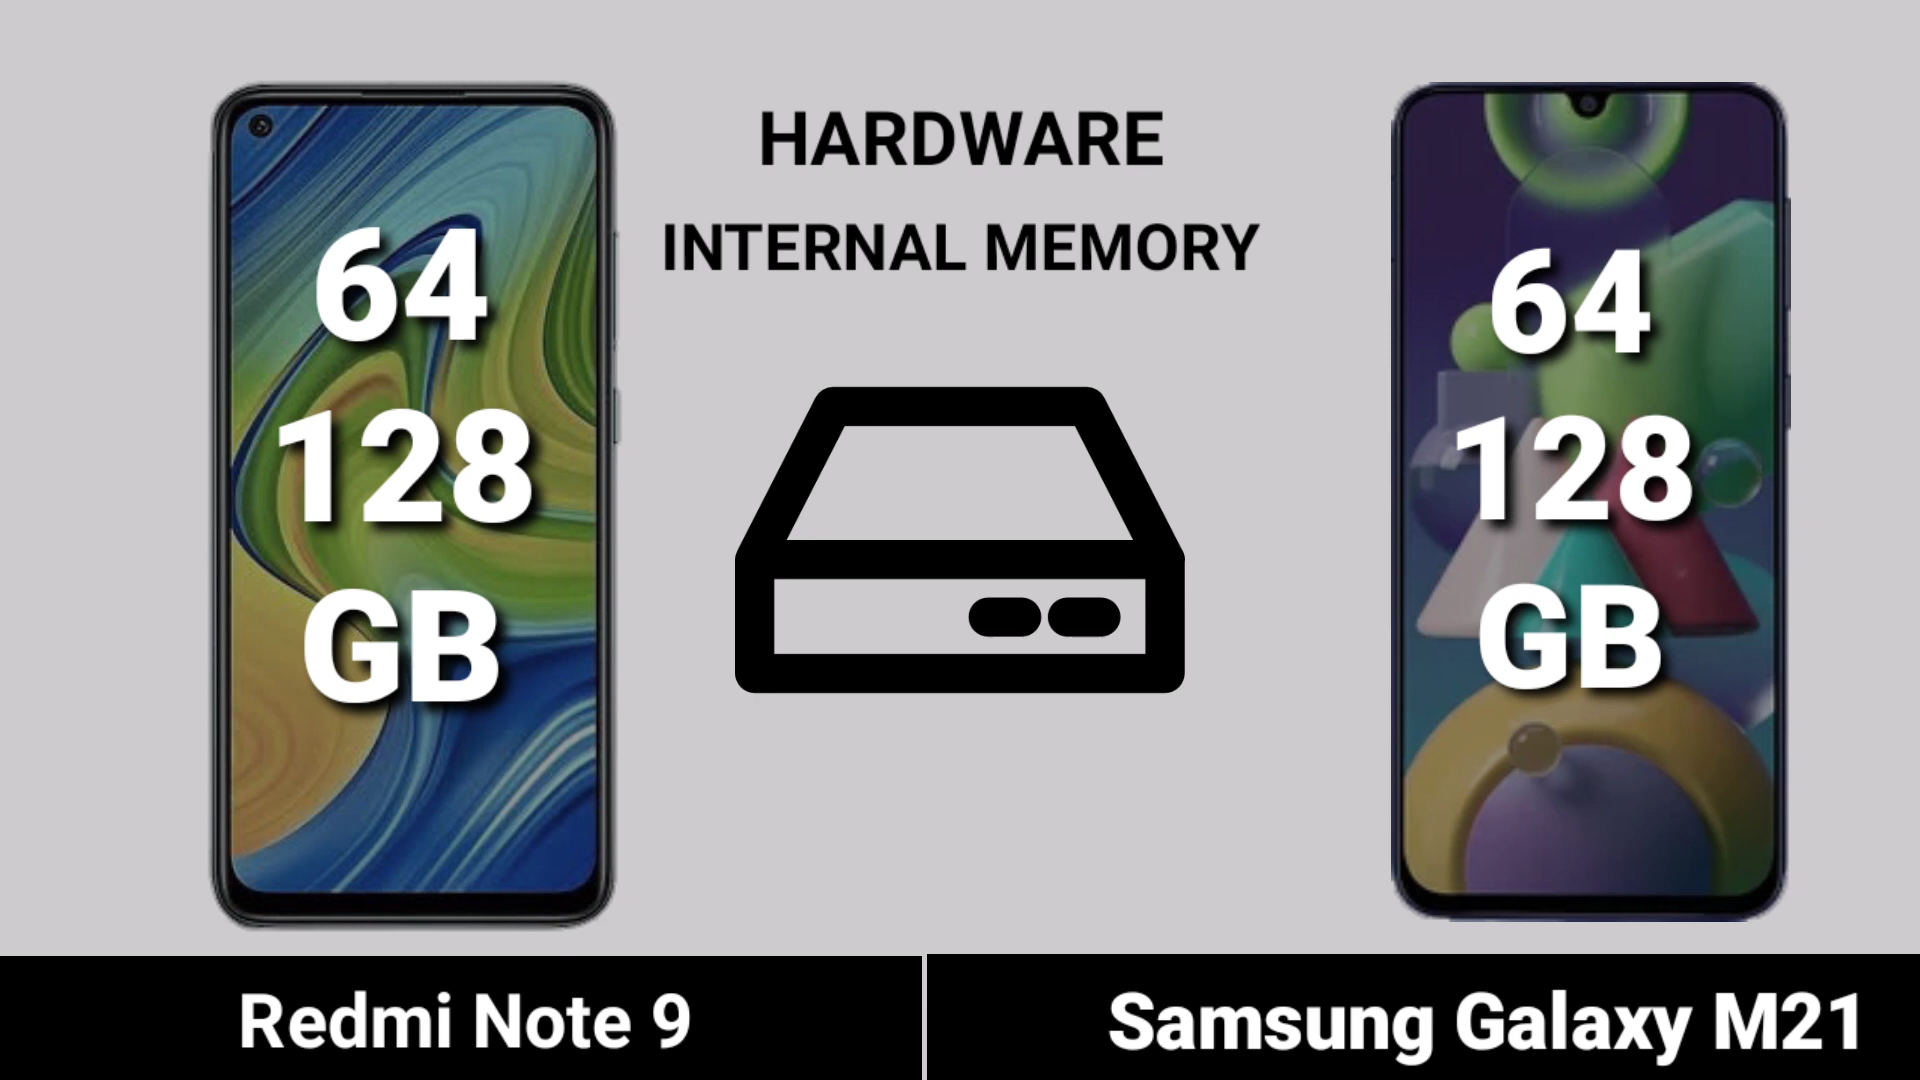 HARDWARE
INTERNAL MEMORY
64
128
GB
64
128
GB
Redmi Note 9
Samsung Galaxy M21